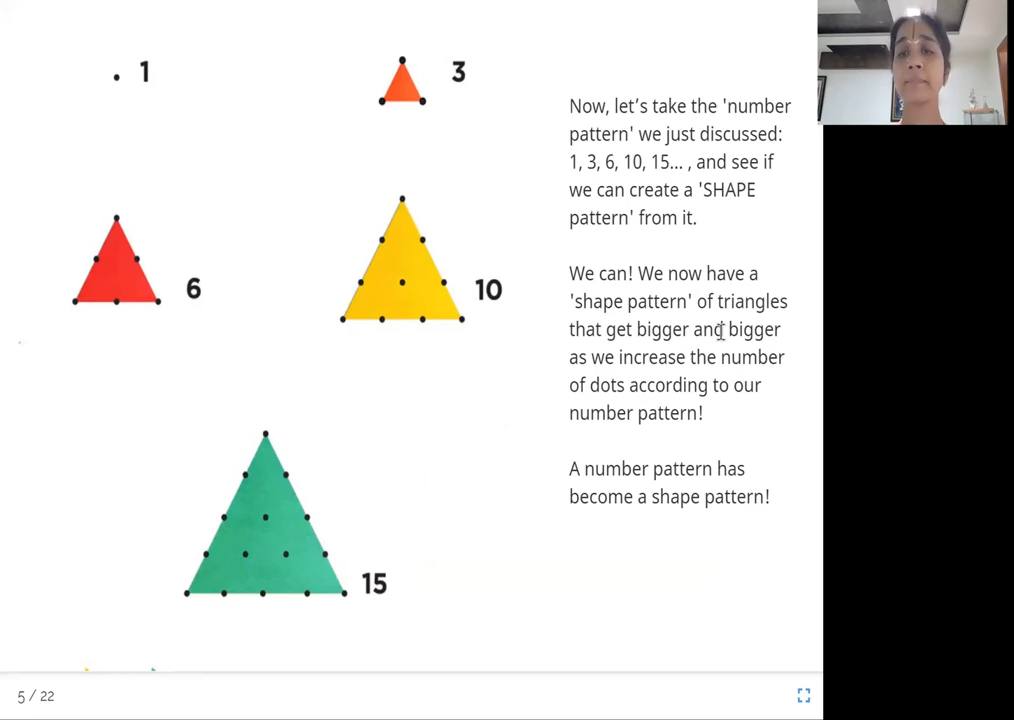 1
3
6
10
15
Now, let’s take the 'number
pattern' we just discussed:
1, 3, 6, 10, 15... , and see if
we can create a 'SHAPE
pattern' from it.
We can! We now have a
'shape pattern' of triangles
that get bigger and bigger
as we increase the number
of dots according to our
number pattern!
A number pattern has
become a shape pattern!
5 / 22